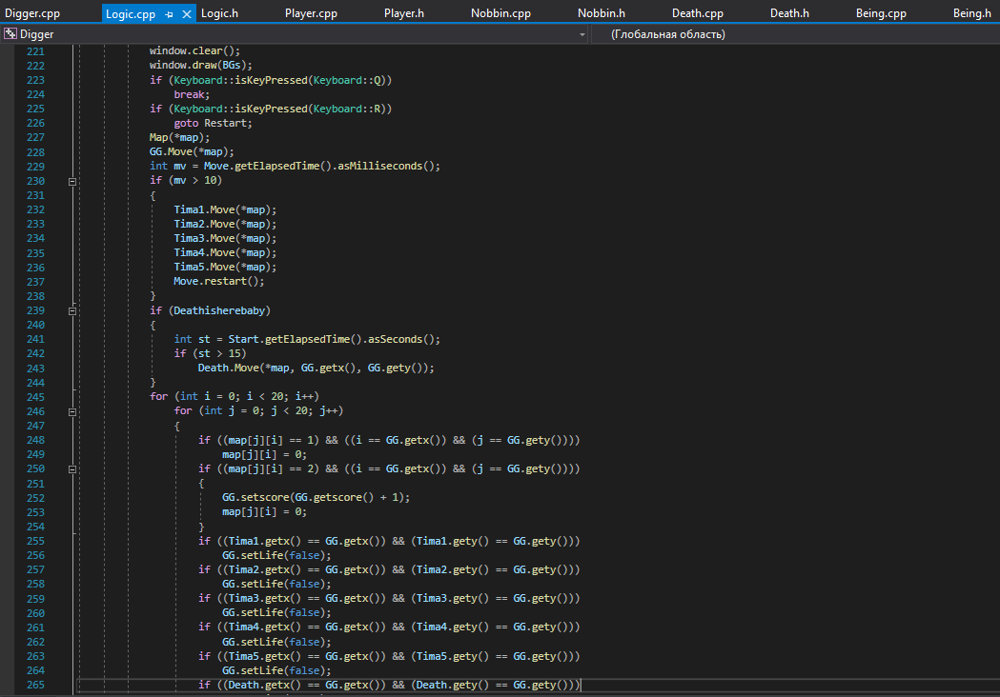 Digger.cpp Logic.cpp Logic.h Player.cpp Player.h Nobbin.cpp Nobbin.h Death.cpp Death.h Being.cpp Being.h
Digger (Глобальная область)
221 window.clear();
222 window.draw(BGs);
223 if (Keyboard::isKeyPressed(Keyboard::Q))
224 break;
225 if (Keyboard::isKeyPressed(Keyboard::R))
226 goto Restart;
227 Map(*map);
228 GG.Move(*map);
229 int mv = Move.getElapsedTime().asMilliseconds();
230 if (mv > 10)
231 {
232 Tima1.Move(*map);
233 Tima2.Move(*map);
234 Tima3.Move(*map);
235 Tima4.Move(*map);
236 Tima5.Move(*map);
237 Move.restart();
238 }
239 if (Deathisherebaby)
240 {
241 int st = Start.getElapsedTime().asSeconds();
242 if (st > 15)
243 Death.Move(*map, GG.getx(), GG.gety());
244 }
245 for (int i = 0; i < 20; i++)
246 for (int j = 0; j < 20; j++)
247 {
248 if ((map[j][i] == 1) && ((i == GG.getx()) && (j == GG.gety())))
249 map[j][i] = 0;
250 if ((map[j][i] == 2) && ((i == GG.getx()) && (j == GG.gety())))
251 {
252 GG.setscore(GG.getscore() + 1);
253 map[j][i] = 0;
254 }
255 if ((Tima1.getx() == GG.getx()) && (Tima1.gety() == GG.gety()))
256 GG.setLife(false);
257 if ((Tima2.getx() == GG.getx()) && (Tima2.gety() == GG.gety()))
258 GG.setLife(false);
259 if ((Tima3.getx() == GG.getx()) && (Tima3.gety() == GG.gety()))
260 GG.setLife(false);
261 if ((Tima4.getx() == GG.getx()) && (Tima4.gety() == GG.gety()))
262 GG.setLife(false);
263 if ((Tima5.getx() == GG.getx()) && (Tima5.gety() == GG.gety()))
264 GG.setLife(false);
265 if ((Death.getx() == GG.getx()) && (Death.gety() == GG.gety()))